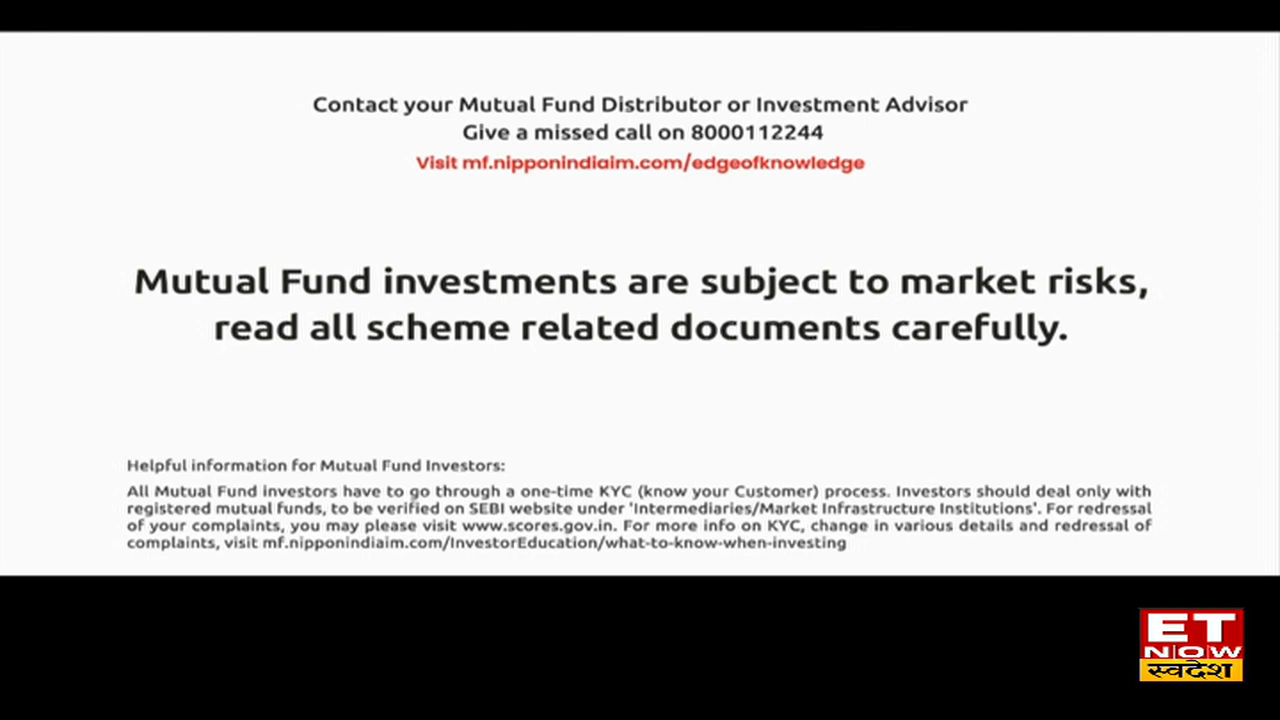 Contact your Mutual Fund Distributor or Investment Advisor
Give a missed call on 8000112244
Visit mf.nipponindiaim.com/edgeofknowledge
Mutual Fund investments are subject to market risks,
read all scheme related documents carefully.
Helpful information for Mutual Fund Investors:
All Mutual Fund investors have to go through a one-time KYC (know your Customer) process. Investors should deal only with
registered mutual funds, to be verified on SEBI website under 'Intermediaries/Market Infrastructure Institutions'. For redressal
of your complaints, you may please visit www.scores.gov.in. For more info on KYC, change in various details and redressal of
complaints, visit mf.nipponindiaim.com/InvestorEducation/what-to-know-when-investing
ET
NOW
स्वदेश